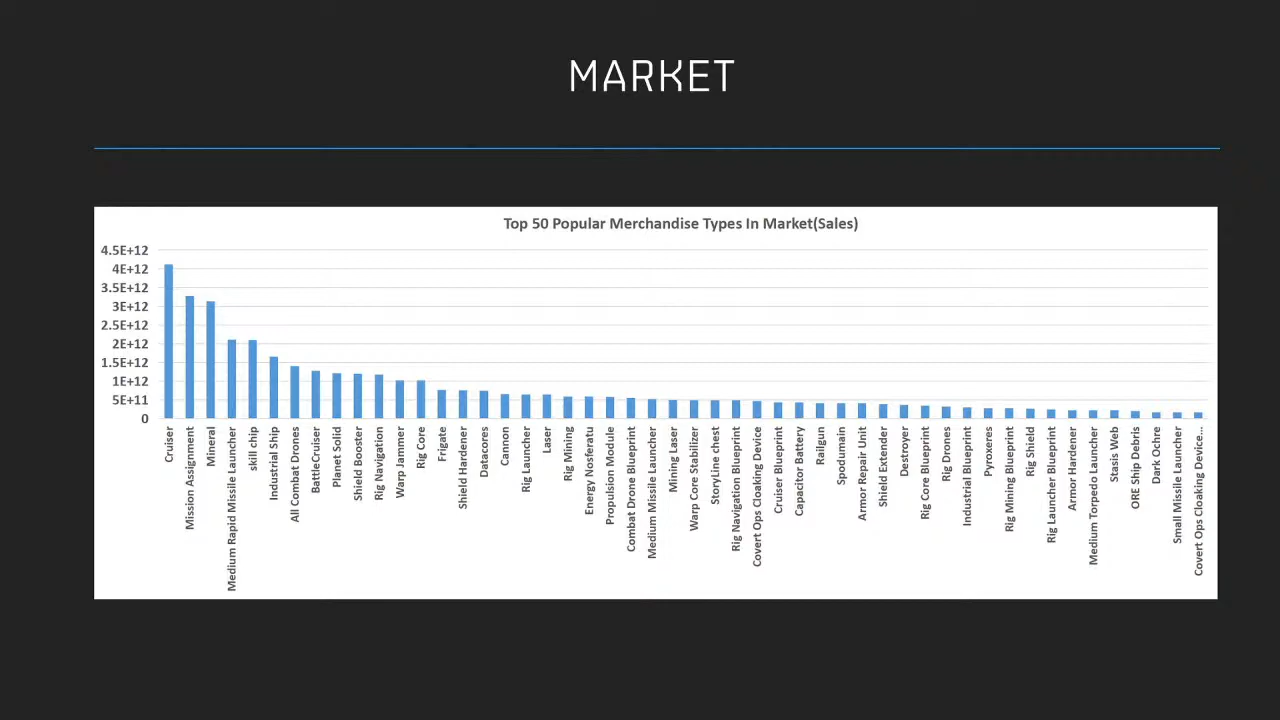 MARKET
Top 50 Popular Merchandise Types In Market(Sales)
4.5E+12
4E+12
3.5E+12
3E+12
2.5E+12
2E+12
1.5E+12
1E+12
5E+11
0
Cruiser
Mission Assignment
Mineral
Medium Rapid Missile Launcher
skill chip
Industrial Ship
All Combat Drones
BattleCruiser
Planet Solid
Shield Booster
Rig Navigation
Warp Jammer
Rig Core
Frigate
Shield Hardener
Datacores
Cannon
Rig Launcher
Laser
Rig Mining
Energy Nosferatu
Propulsion Module
Combat Drone Blueprint
Medium Missile Launcher
Mining Laser
Warp Core Stabilizer
StoryLine chest
Rig Navigation Blueprint
Covert Ops Cloaking Device
Cruiser Blueprint
Capacitor Battery
Railgun
Spodumain
Armor Repair Unit
Shield Extender
Destroyer
Rig Core Blueprint
Rig Drones
Industrial Blueprint
Pyroxeres
Rig Mining Blueprint
Rig Shield
Rig Launcher Blueprint
Armor Hardener
Medium Torpedo Launcher
Stasis Web
ORE Ship Debris
Dark Ochre
Small Missile Launcher
Covert Ops Cloaking Device...